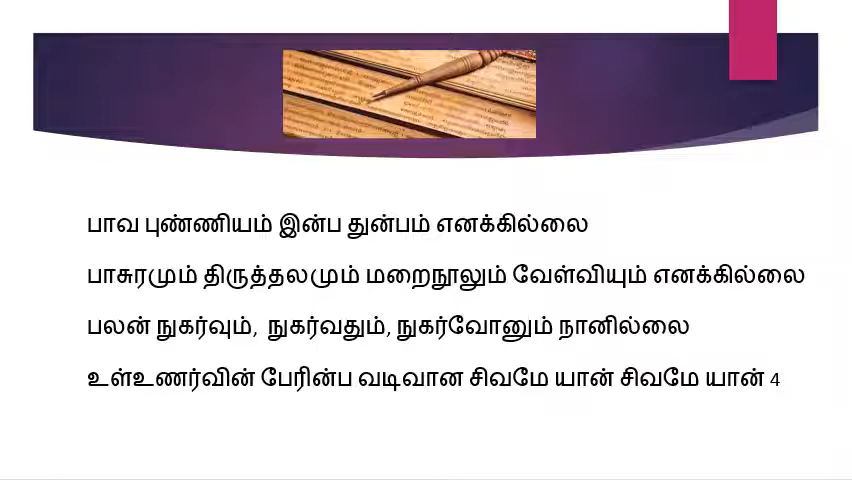 பாவ புண்ணியம் இன்ப துன்பம் எனக்கில்லை
பாசுரமும் திருத்தலமும் மறைநூலும் வேள்வியும் எனக்கில்லை
பலன் நுகர்வும், நுகர்வதும், நுகர்வோனும் நானில்லை
உள்உணர்வின் பேரின்ப வடிவான சிவமே யான் சிவமே யான் 4